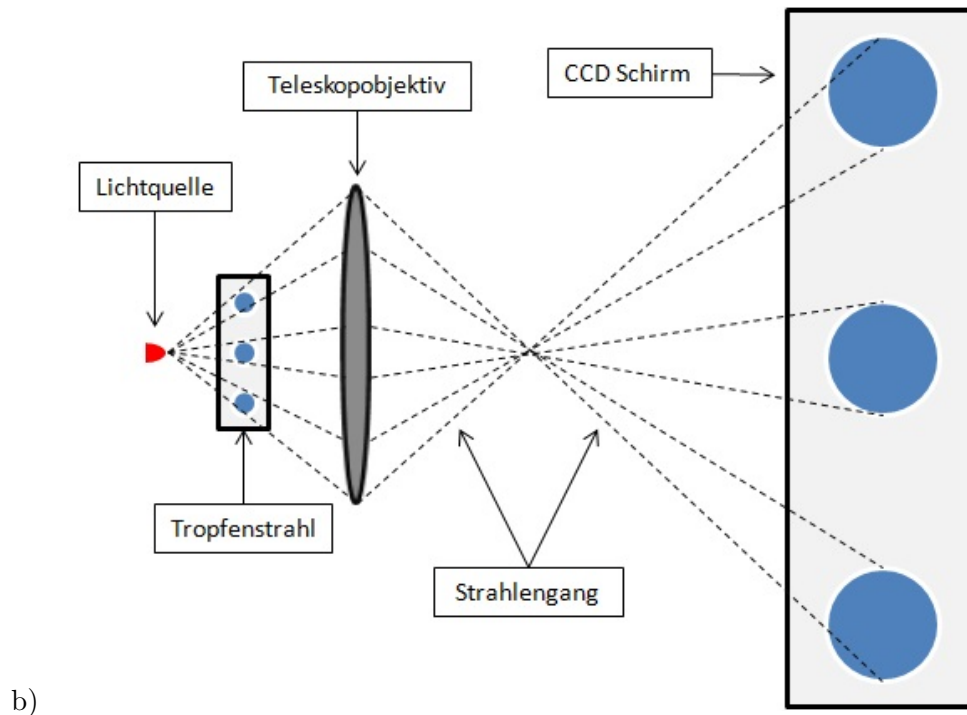 CCD Schirm
Teleskopobjektiv
Lichtquelle
Tropfenstrahl
Strahlengang
b)